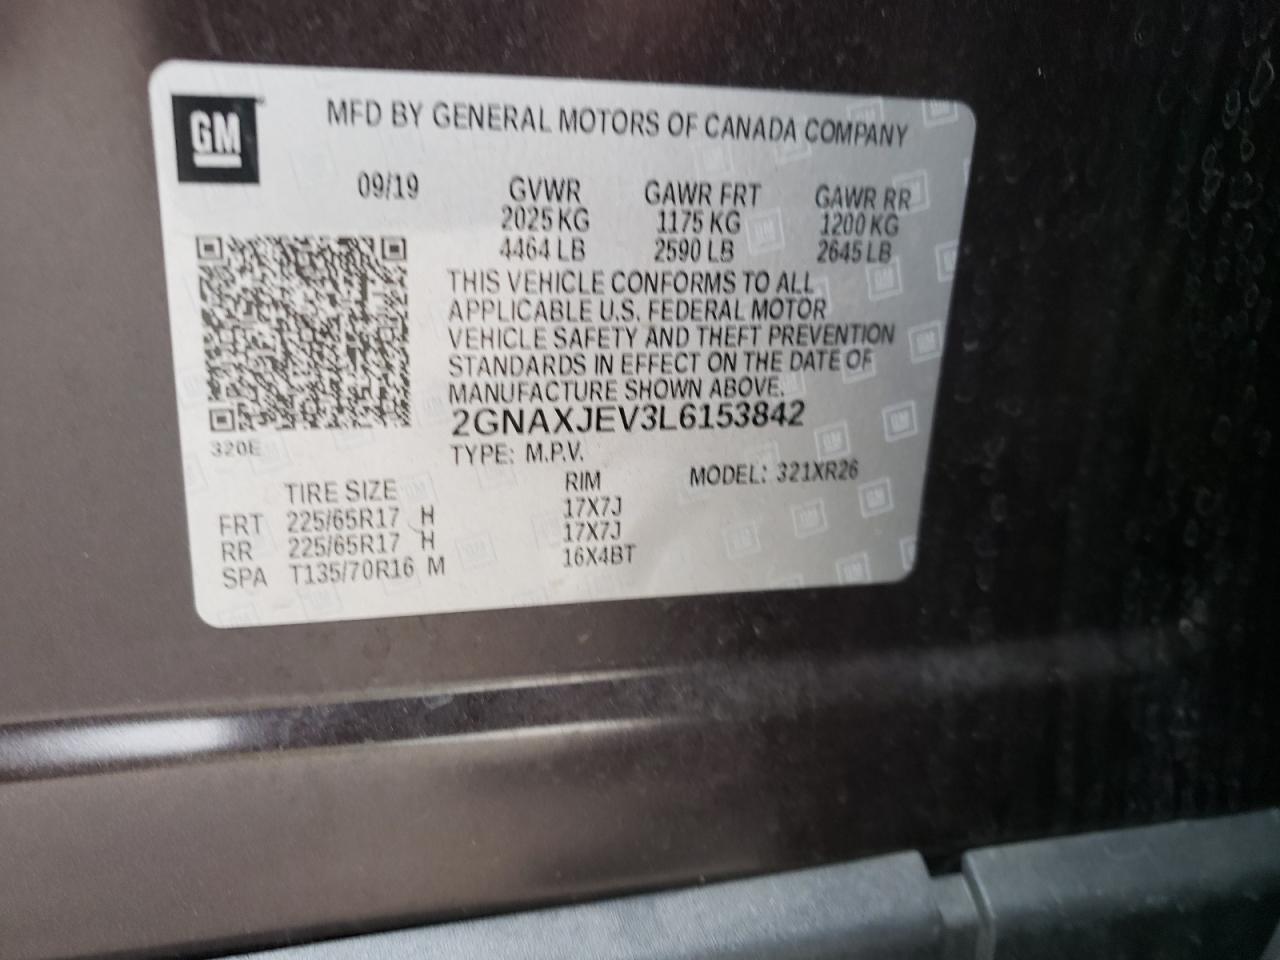 GM
MFD BY GENERAL MOTORS OF CANADA COMPANY
09/19 GVWR GAWR FRT GAWR RR
2025 KG 1175 KG 1200 KG
4464 LB 2590 LB 2645 LB
THIS VEHICLE CONFORMS TO ALL
APPLICABLE U.S. FEDERAL MOTOR
VEHICLE SAFETY AND THEFT PREVENTION
STANDARDS IN EFFECT ON THE DATE OF
MANUFACTURE SHOWN ABOVE.
2GNAXJEV3L6153842
320E
TYPE: M.P.V.
MODEL: 321XR26
TIRE SIZE RIM
FRT 225/65R17 H 17X7J
RR 225/65R17 H 17X7J
SPA T135/70R16 M 16X4BT